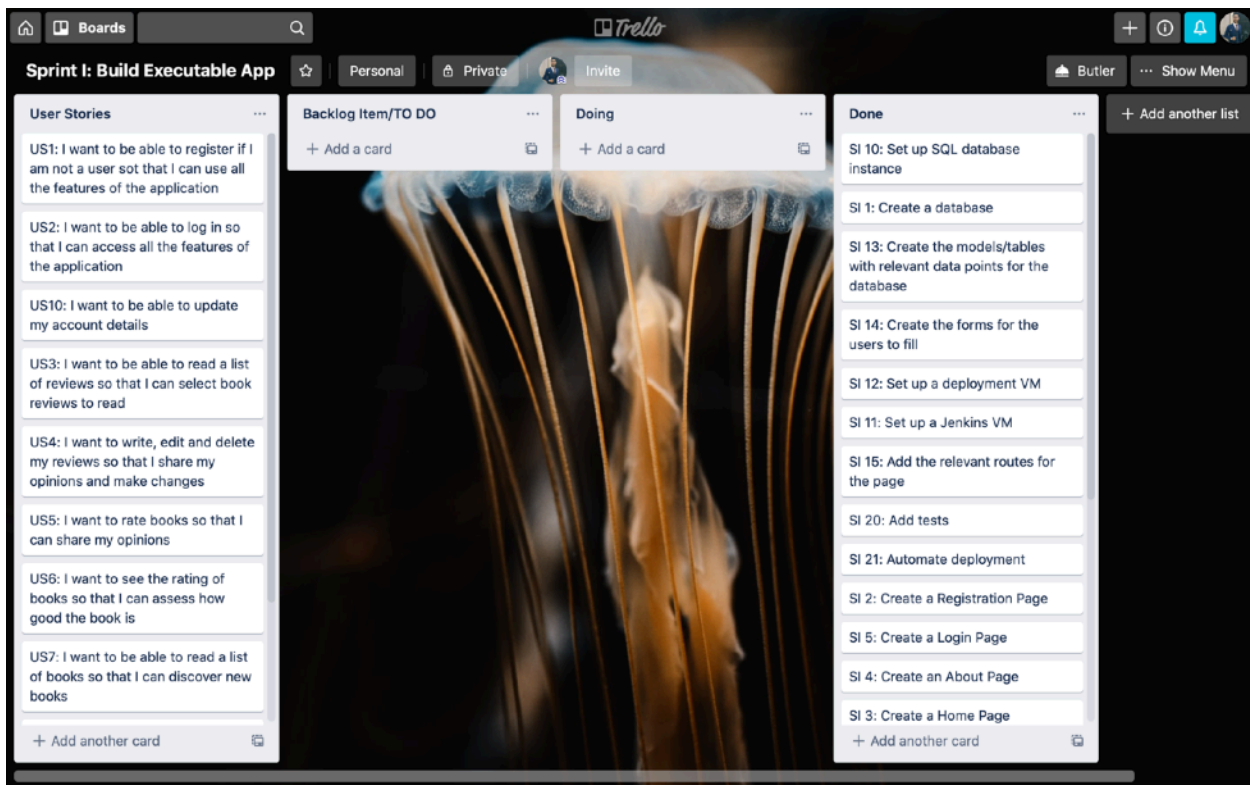 Boards
Trello
Sprint I: Build Executable App
Personal
Private
Invite
Butler
··· Show Menu
User Stories
US1: I want to be able to register if I
am not a user sot that I can use all
the features of the application
US2: I want to be able to log in so
that I can access all the features of
the application
US10: I want to be able to update
my account details
US3: I want to be able to read a list
of reviews so that I can select book
reviews to read
US4: I want to write, edit and delete
my reviews so that I share my
opinions and make changes
US5: I want to rate books so that I
can share my opinions
US6: I want to see the rating of
books so that I can assess how
good the book is
US7: I want to be able to read a list
of books so that I can discover new
books
+ Add another card
Backlog Item/TO DO
+ Add a card
Doing
+ Add a card
Done
SI 10: Set up SQL database
instance
SI 1: Create a database
SI 13: Create the models/tables
with relevant data points for the
database
SI 14: Create the forms for the
users to fill
SI 12: Set up a deployment VM
SI 11: Set up a Jenkins VM
SI 15: Add the relevant routes for
the page
SI 20: Add tests
SI 21: Automate deployment
SI 2: Create a Registration Page
SI 5: Create a Login Page
SI 4: Create an About Page
SI 3: Create a Home Page
+ Add another card
+ Add another list